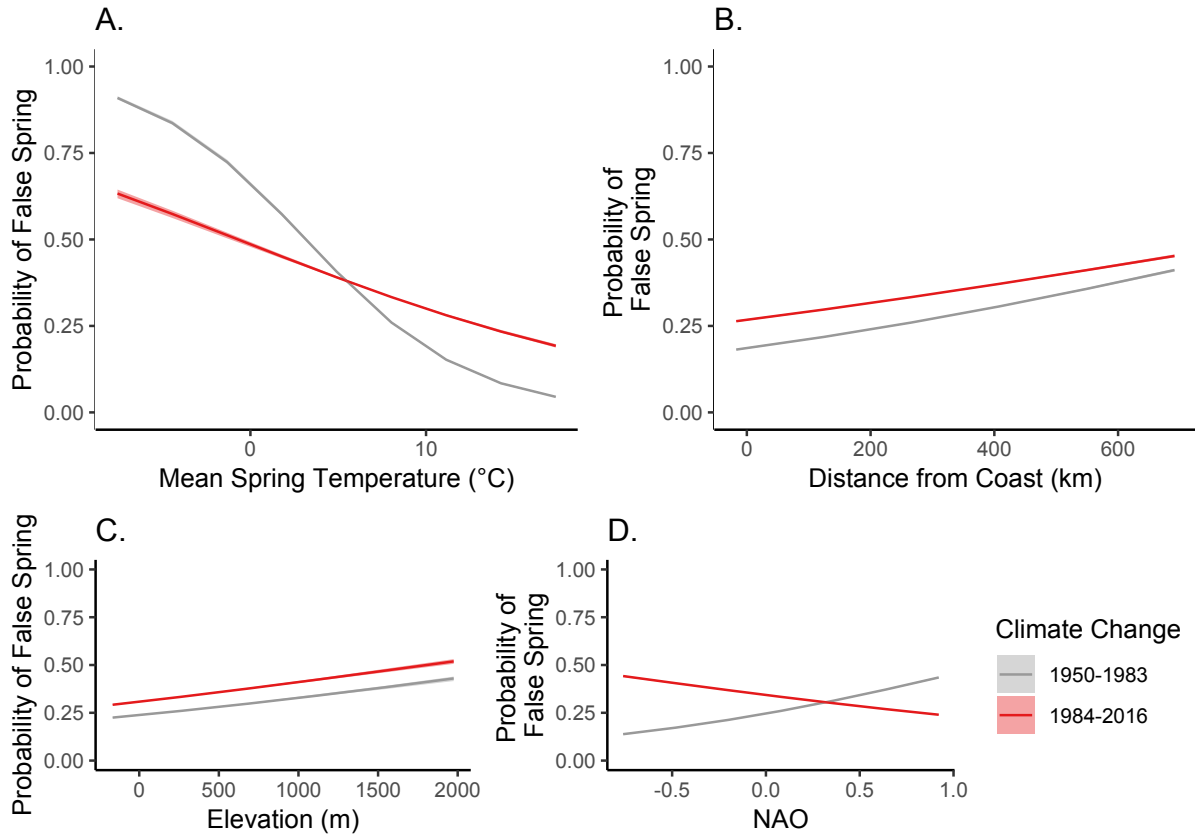 A.
Probability of False Spring
1.00
0.75
0.50
0.25
0.00
0
10
Mean Spring Temperature (°C)
B.
Probability of
False Spring
1.00
0.75
0.50
0.25
0.00
0
200
400
600
Distance from Coast (km)
C.
Probability of False Spring
1.00
0.75
0.50
0.25
0.00
0
500
1000
1500
2000
Elevation (m)
D.
Probability of
False Spring
1.00
0.75
0.50
0.25
0.00
-0.5
0.0
0.5
1.0
NAO
Climate Change
1950-1983
1984-2016